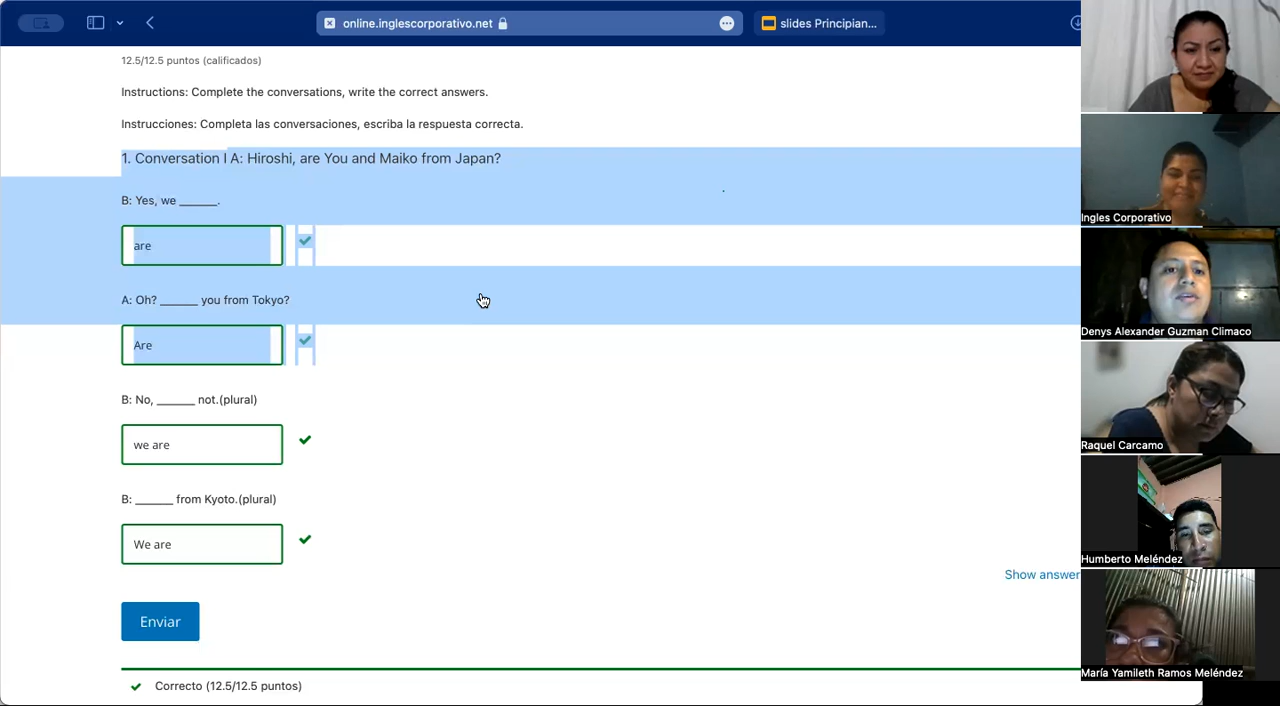 online.inglescorporativo.net
slides Principian...
12.5/12.5 puntos (calificados)
Instructions: Complete the conversations, write the correct answers.
Instrucciones: Completa las conversaciones, escriba la respuesta correcta.
1. Conversation I A: Hiroshi, are You and Maiko from Japan?
B: Yes, we ______.
are
A: Oh? ______ you from Tokyo?
Are
B: No, ______ not.(plural)
we are
B: ______ from Kyoto.(plural)
We are
Show answer
Enviar
Correcto (12.5/12.5 puntos)
Ingles Corporativo
Denys Alexander Guzman Climaco
Raquel Carcamo
Humberto Meléndez
María Yamileth Ramos Meléndez